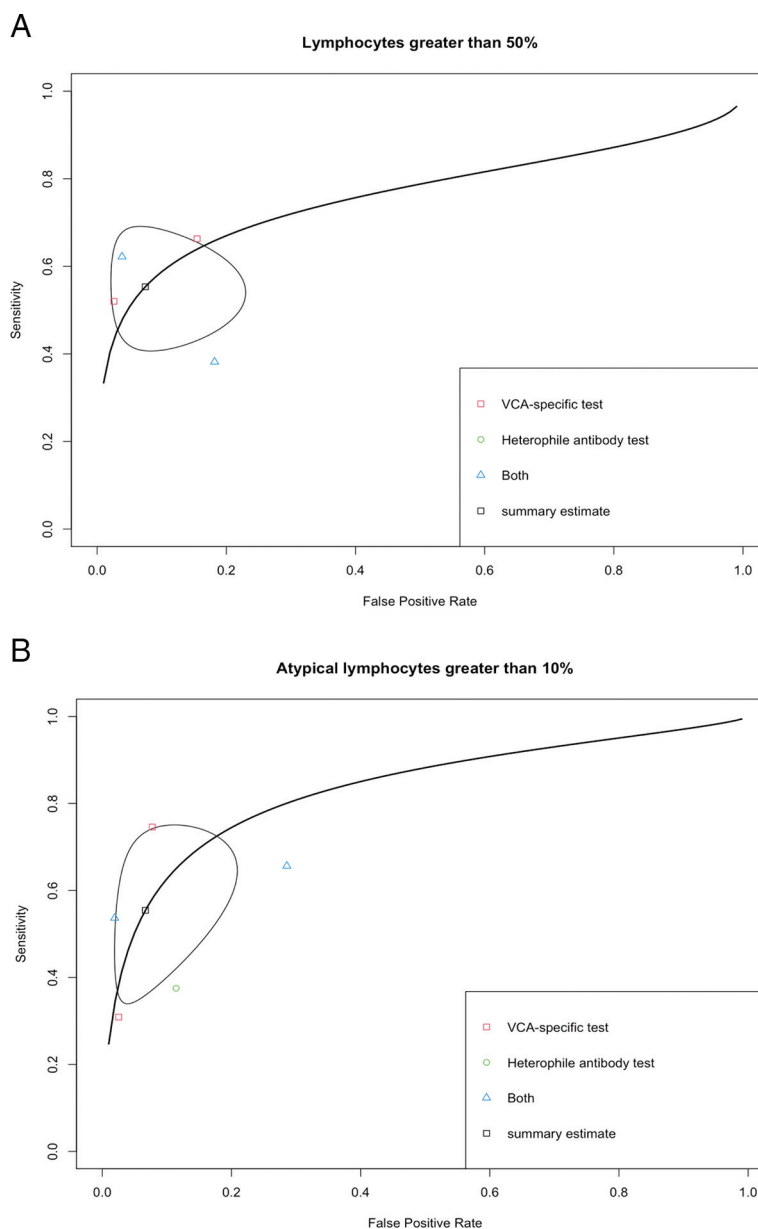 A
Lymphocytes greater than 50%
1.0
0.8
0.6
0.4
0.2
0.0
Sensitivity
VCA-specific test
Heterophile antibody test
Both
summary estimate
0.0 0.2 0.4 0.6 0.8 1.0
False Positive Rate
B
Atypical lymphocytes greater than 10%
1.0
0.8
0.6
0.4
0.2
0.0
Sensitivity
VCA-specific test
Heterophile antibody test
Both
summary estimate
0.0 0.2 0.4 0.6 0.8 1.0
False Positive Rate